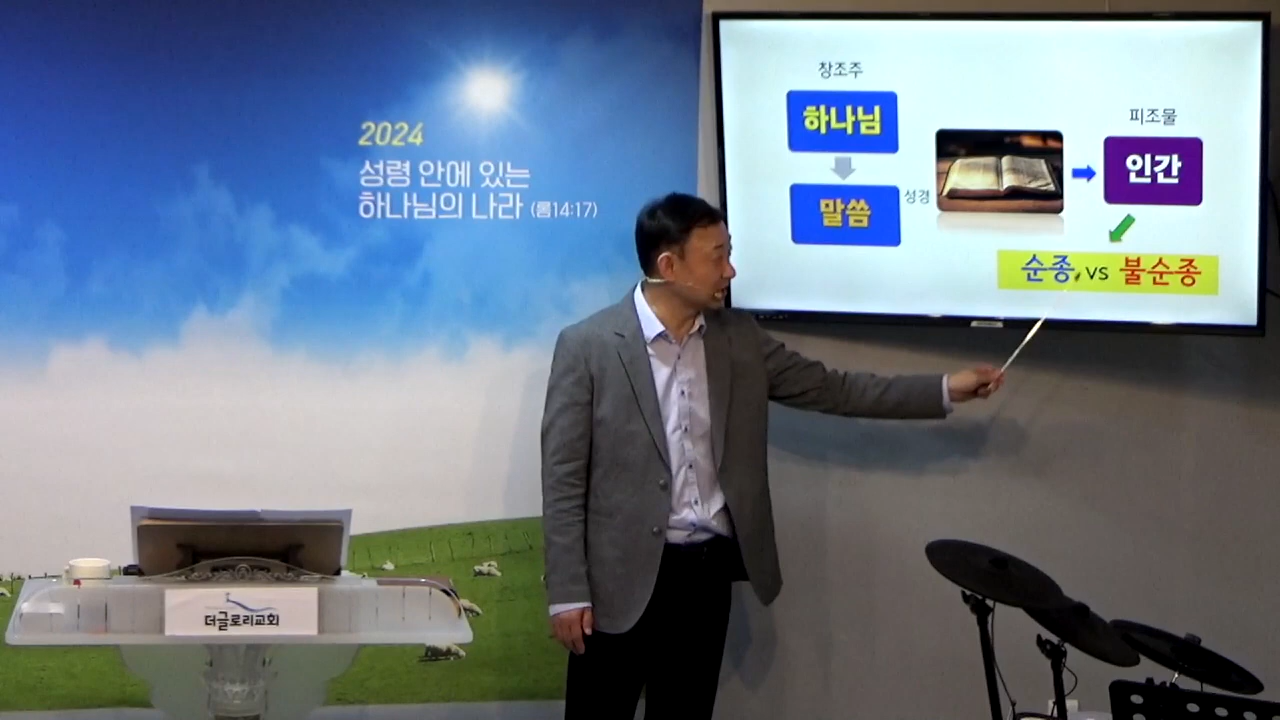 2024
성령 안에 있는
하나님의 나라 (롬14:17)
창조주
하나님
말씀
성경
피조물
인간
순종 vs 불순종
더글로리교회